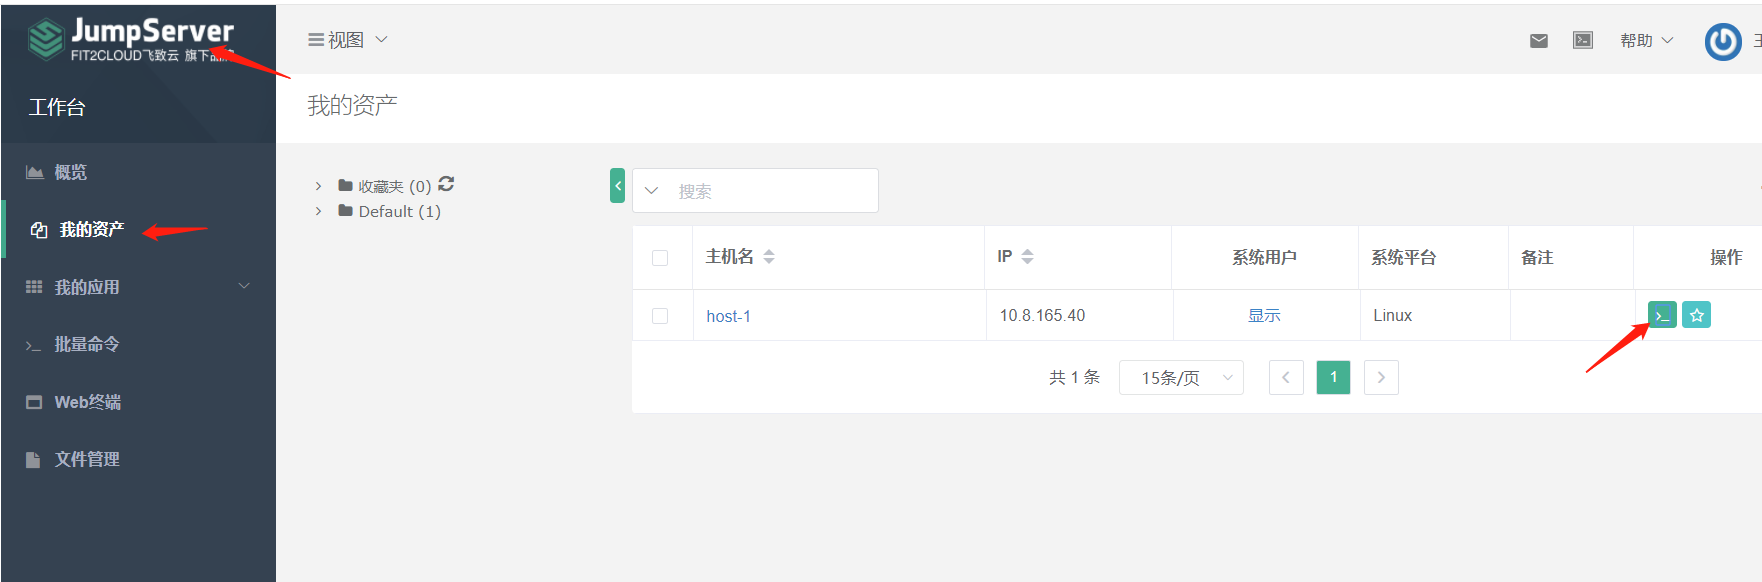 JumpServer
FIT2CLOUD飞致云 旗下品牌
视图
帮助
工作台
我的资产
概览
我的资产
我的应用
批量命令
Web终端
文件管理
收藏夹 (0)
Default (1)
搜索
主机名 IP 系统用户 系统平台 备注 操作
host-1 10.8.165.40 显示 Linux
共 1 条 15条/页 1